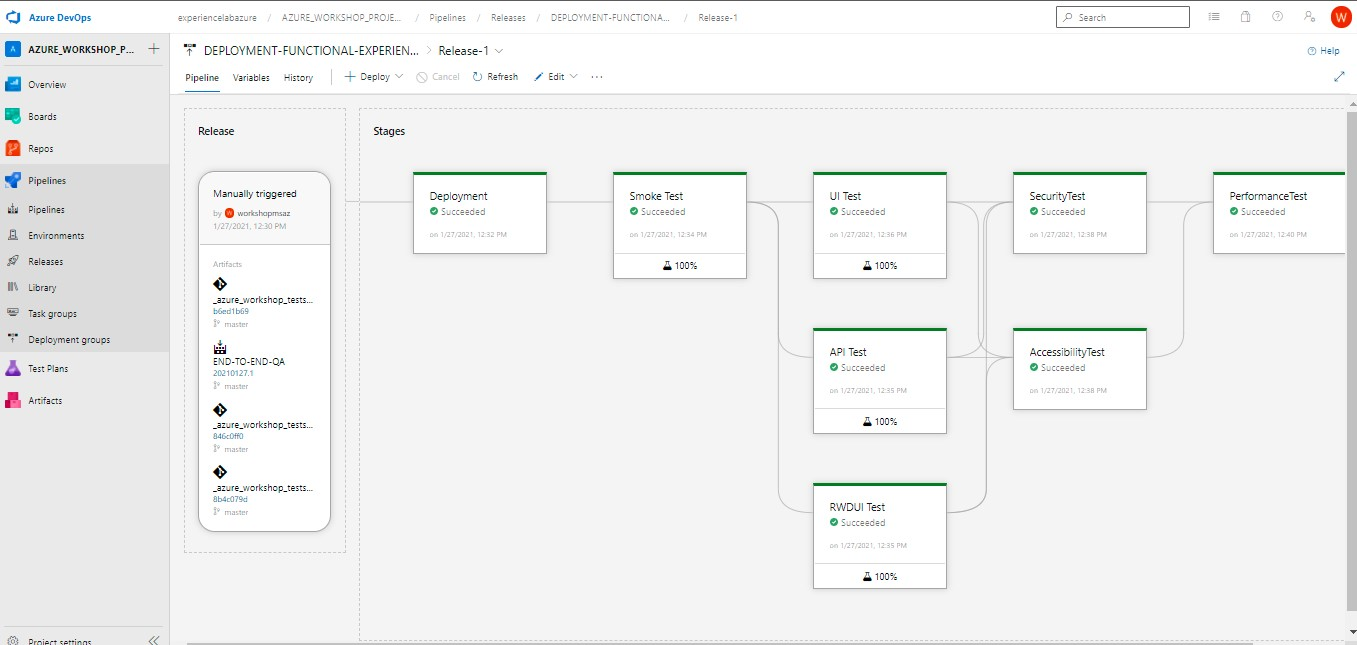 Azure DevOps
experiencelabazure / AZURE_WORKSHOP_PROJE... / Pipelines / Releases / DEPLOYMENT-FUNCTIONA... / Release-1
Search
W
A AZURE_WORKSHOP_P...
Overview
Boards
Repos
Pipelines
Pipelines
Environments
Releases
Library
Task groups
Deployment groups
Test Plans
Artifacts
Project settings
DEPLOYMENT-FUNCTIONAL-EXPERIEN... > Release-1
Help
Pipeline Variables History Deploy Cancel Refresh Edit ...
Release
Manually triggered
by W workshopmsaz
1/27/2021, 12:30 PM
Artifacts
_azure_workshop_tests...
b6ed1b69
master
END-TO-END-QA
20210127.1
master
_azure_workshop_tests...
846c0ff0
master
_azure_workshop_tests...
8b4c079d
master
Stages
Deployment
Succeeded
on 1/27/2021, 12:32 PM
Smoke Test
Succeeded
on 1/27/2021, 12:34 PM
100%
UI Test
Succeeded
on 1/27/2021, 12:36 PM
100%
API Test
Succeeded
on 1/27/2021, 12:35 PM
100%
RWDUI Test
Succeeded
on 1/27/2021, 12:35 PM
100%
SecurityTest
Succeeded
on 1/27/2021, 12:38 PM
AccessibilityTest
Succeeded
on 1/27/2021, 12:38 PM
PerformanceTest
Succeeded
on 1/27/2021, 12:40 PM